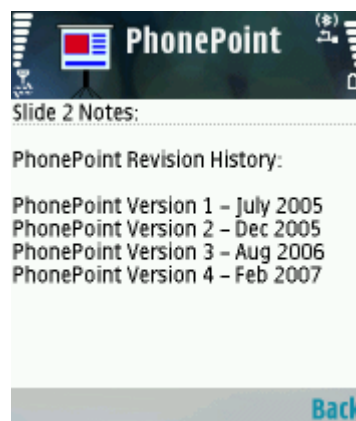 PhonePoint
Slide 2 Notes:
PhonePoint Revision History:
PhonePoint Version 1 – July 2005
PhonePoint Version 2 – Dec 2005
PhonePoint Version 3 – Aug 2006
PhonePoint Version 4 – Feb 2007
Back